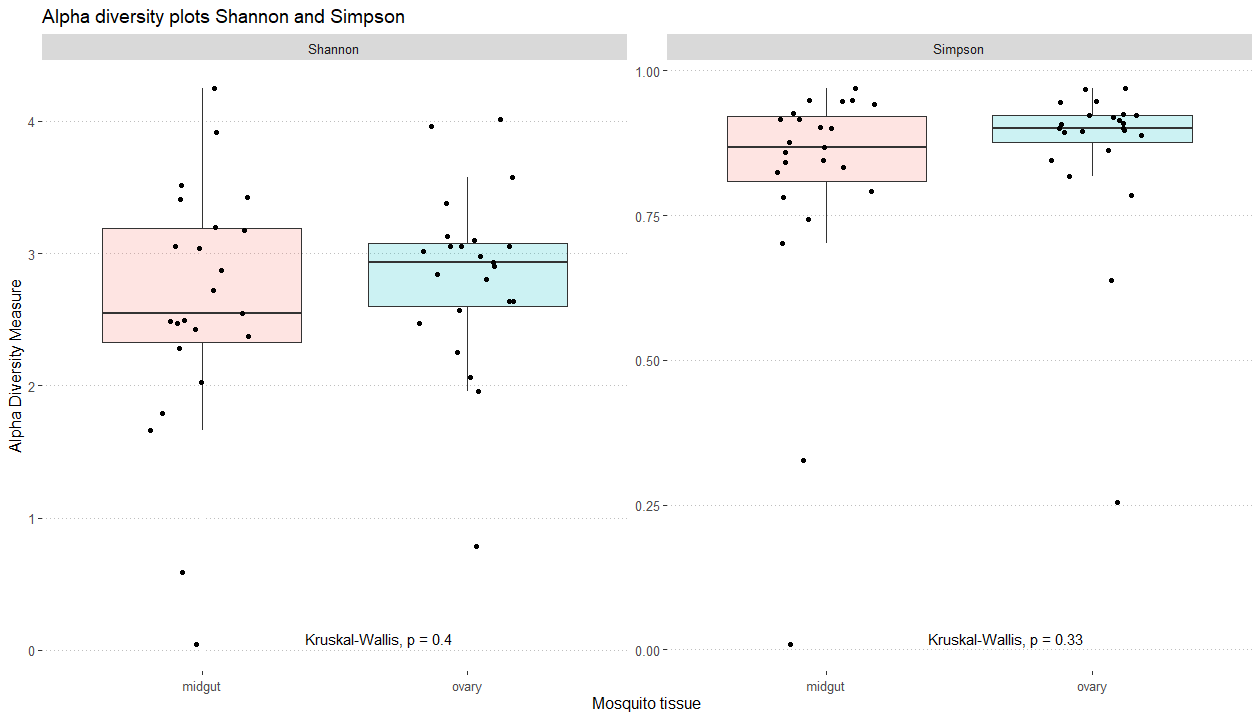 Alpha diversity plots Shannon and Simpson
Shannon
Simpson
Alpha Diversity Measure
4
3
2
1
0
1.00
0.75
0.50
0.25
0.00
Kruskal-Wallis, p = 0.4
Kruskal-Wallis, p = 0.33
midgut
ovary
midgut
ovary
Mosquito tissue